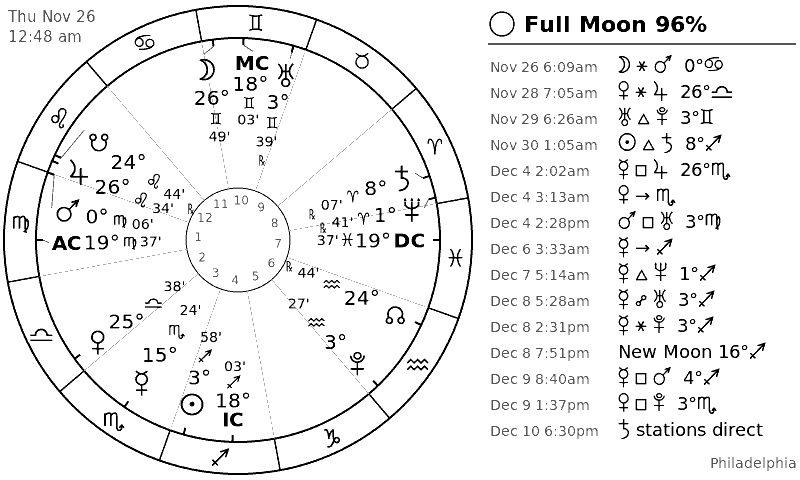 Thu Nov 26
12:48 am
Full Moon 96%
Nov 26 6:09am ☽ ⚹ ♂ 0°♋
Nov 28 7:05am ♀ ⚹ ♃ 26°♎
Nov 29 6:26am ♅ △ ⯓ 3°♊
Nov 30 1:05am ☉ △ ♄ 8°♐
Dec 4 2:02am ☿ □ ♃ 26°♏
Dec 4 3:13am ♀ → ♏
Dec 4 2:28pm ♂ □ ♅ 3°♍
Dec 6 3:33am ☿ → ♐
Dec 7 5:14am ☿ △ ♆ 1°♐
Dec 8 5:28am ☿ ☍ ♅ 3°♐
Dec 8 2:31pm ☿ ⚹ ⯓ 3°♐
Dec 8 7:51pm New Moon 16°♐
Dec 9 8:40am ☿ □ ♂ 4°♐
Dec 9 1:37pm ♀ □ ⯓ 3°♏
Dec 10 6:30pm ♄ stations direct
Philadelphia
♊
♉
♈
♓
♒
♑
♐
♏
♎
♍
♌
♋
☽ 26° ♊ 49'
MC 18° ♊ 03'
♅ 3° ♊ 39' ℞
♄ 8° ♈ 07' ℞
♆ 1° ♈ 41' ℞
DC 19° ♓ 37'
☊ 24° ♒ 44' ℞
⯓ 3° ♒ 27'
IC 18° ♐ 03'
☉ 3° ♐ 58'
☿ 15° ♏ 24'
♀ 25° ♎ 38'
AC 19° ♍ 37'
♂ 0° ♍ 06'
♃ 26° ♌ 34'
☋ 24° ♌ 44' ℞
1
2
3
4
5
6
7
8
9
10
11
12